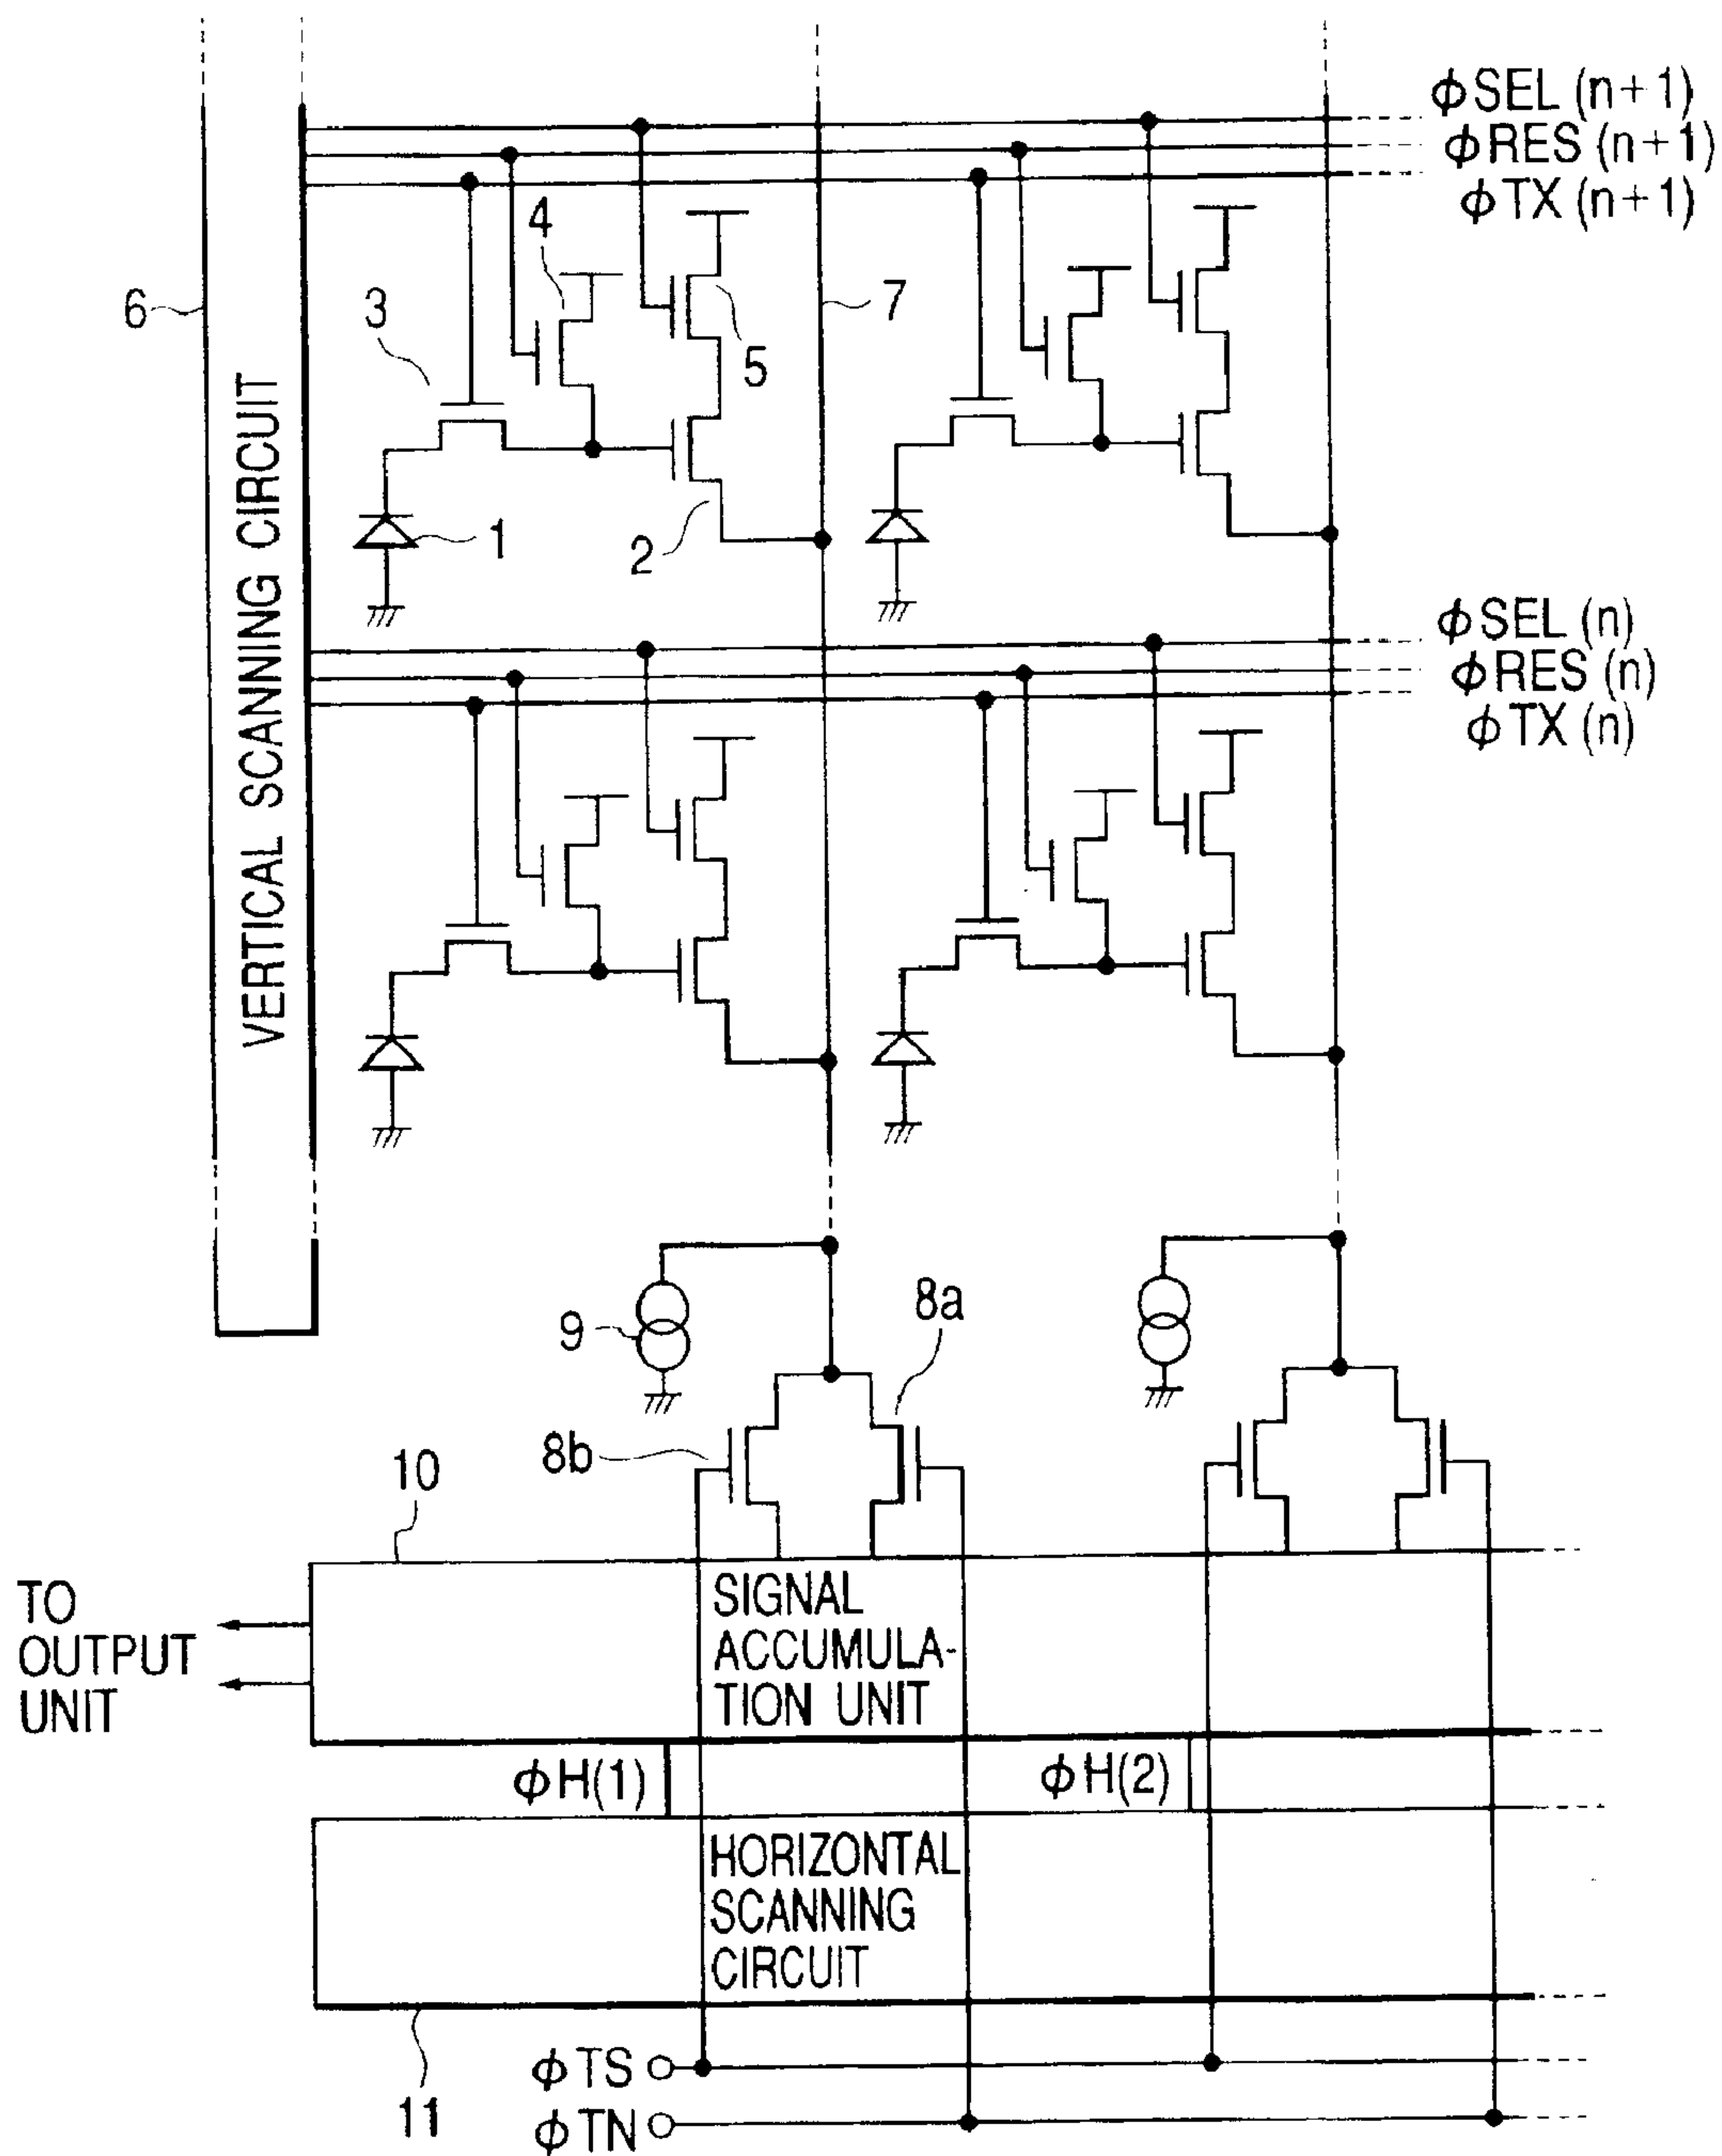 φSEL (n+1)
φRES (n+1)
φTX (n+1)
4
6
3
7
5
VERTICAL SCANNING CIRCUIT
1
2
φSEL (n)
φRES (n)
φTX (n)
8a
9
8b
10
TO
OUTPUT
UNIT
SIGNAL
ACCUMULA-
TION UNIT
φH(1)
φH(2)
HORIZONTAL
SCANNING
CIRCUIT
φTS
11
φTN